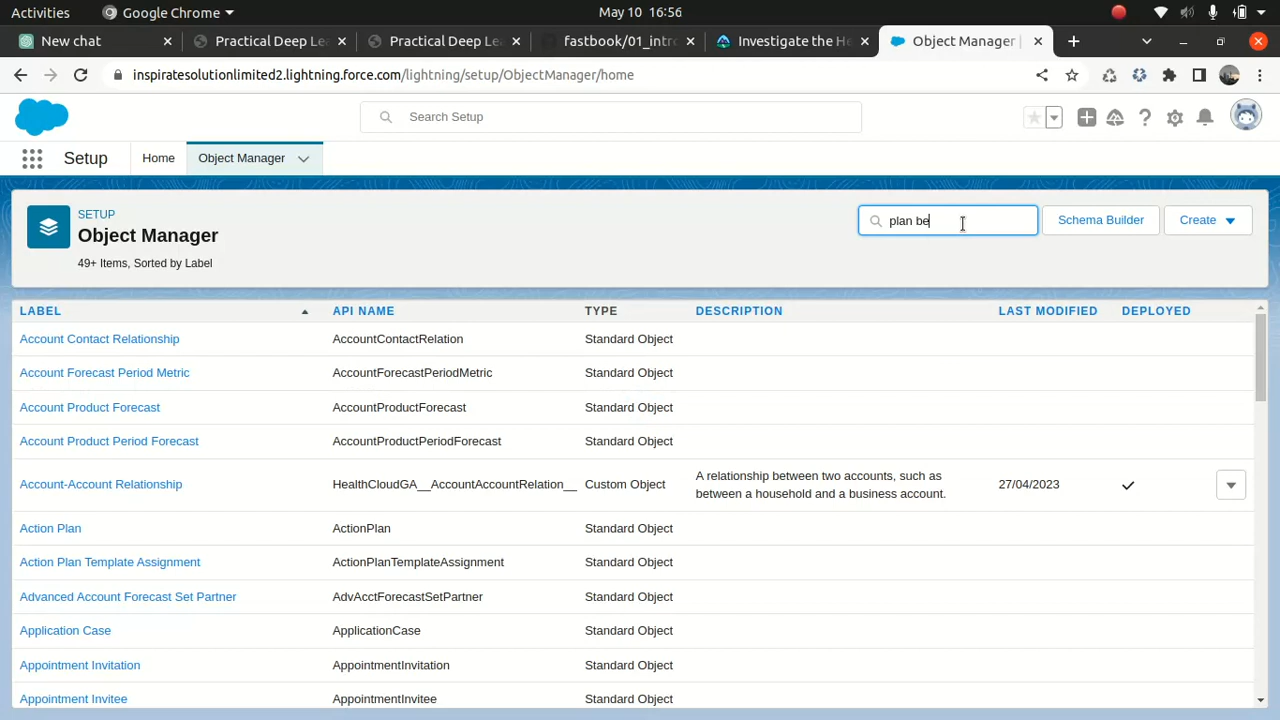 Activities Google Chrome May 10 16:56
New chat Practical Deep Lea Practical Deep Lea fastbook/01_intro Investigate the He Object Manager |
inspiratesolutionlimited2.lightning.force.com/lightning/setup/ObjectManager/home
Search Setup
Setup Home Object Manager
SETUP
Object Manager
49+ Items, Sorted by Label
plan be Schema Builder Create
LABEL API NAME TYPE DESCRIPTION LAST MODIFIED DEPLOYED
Account Contact Relationship AccountContactRelation Standard Object
Account Forecast Period Metric AccountForecastPeriodMetric Standard Object
Account Product Forecast AccountProductForecast Standard Object
Account Product Period Forecast AccountProductPeriodForecast Standard Object
Account-Account Relationship HealthCloudGA__AccountAccountRelation__ Custom Object A relationship between two accounts, such as 27/04/2023
between a household and a business account.
Action Plan ActionPlan Standard Object
Action Plan Template Assignment ActionPlanTemplateAssignment Standard Object
Advanced Account Forecast Set Partner AdvAcctForecastSetPartner Standard Object
Application Case ApplicationCase Standard Object
Appointment Invitation AppointmentInvitation Standard Object
Appointment Invitee AppointmentInvitee Standard Object